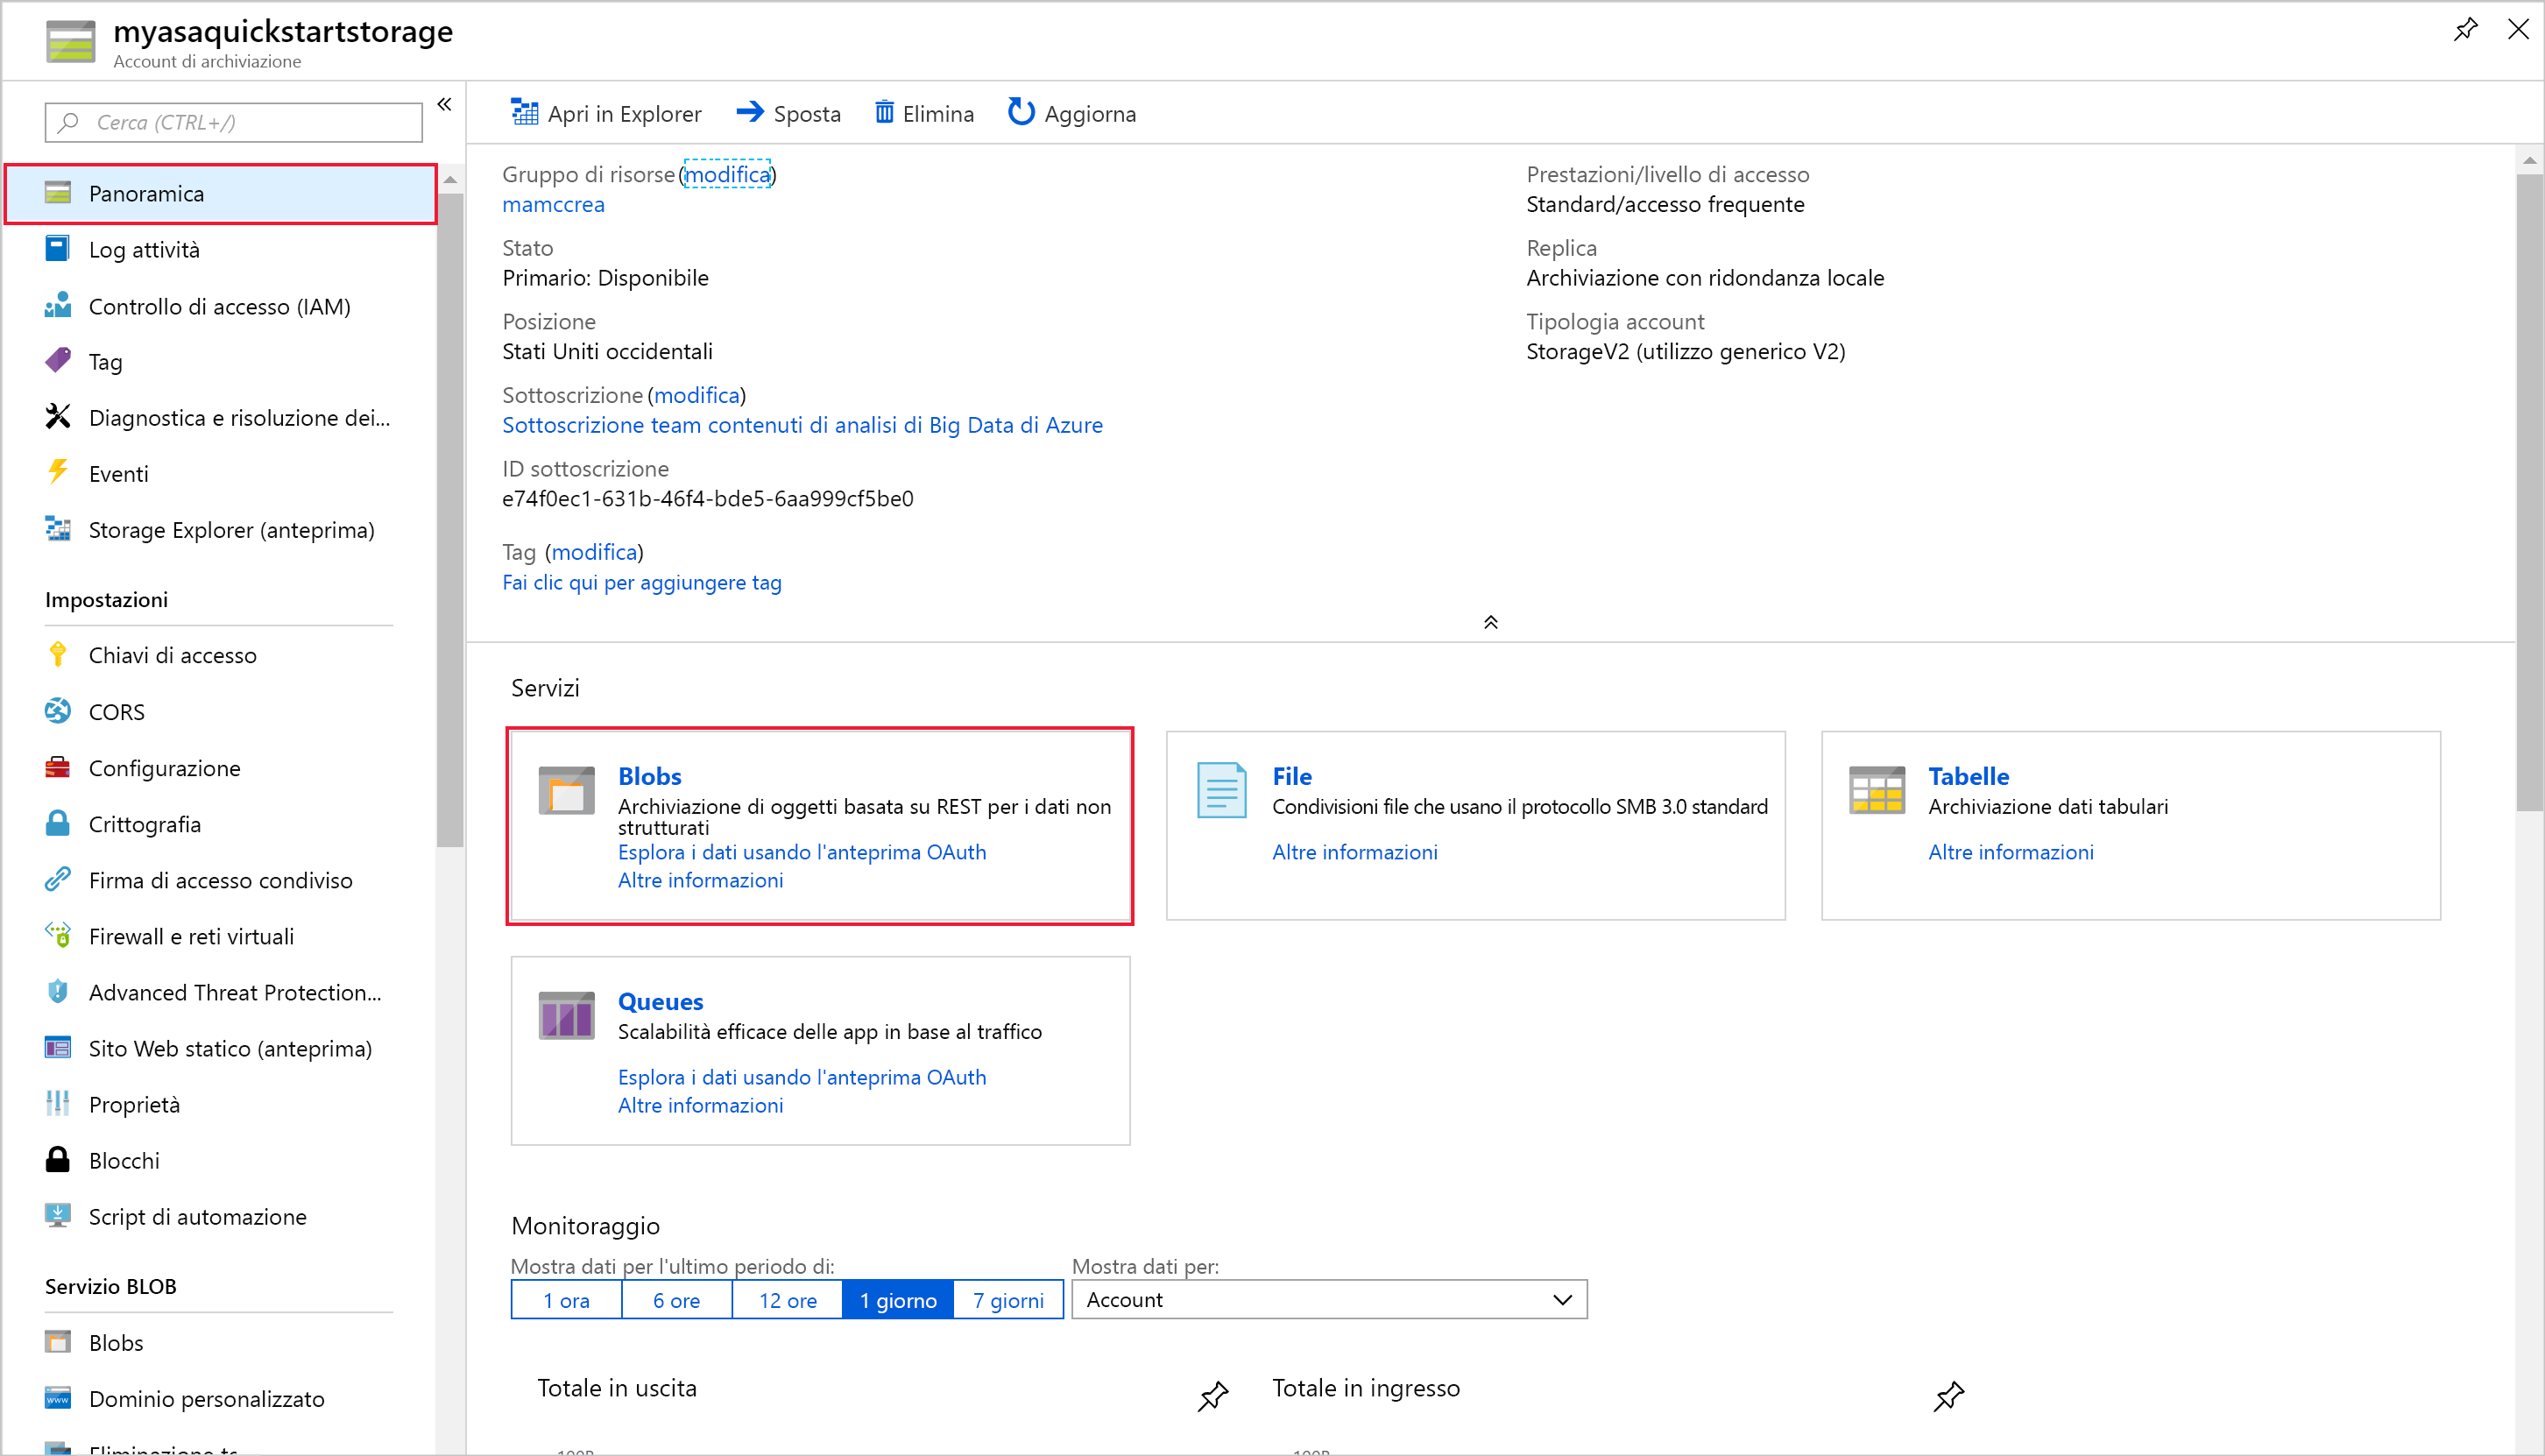 myasaquickstartstorage
Account di archiviazione
Cerca (CTRL+/)
Panoramica
Log attività
Controllo di accesso (IAM)
Tag
Diagnostica e risoluzione dei...
Eventi
Storage Explorer (anteprima)
Impostazioni
Chiavi di accesso
CORS
Configurazione
Crittografia
Firma di accesso condiviso
Firewall e reti virtuali
Advanced Threat Protection...
Sito Web statico (anteprima)
Proprietà
Blocchi
Script di automazione
Servizio BLOB
Blobs
Dominio personalizzato
Apri in Explorer
Sposta
Elimina
Aggiorna
Gruppo di risorse (modifica)
mamccrea
Stato
Primario: Disponibile
Posizione
Stati Uniti occidentali
Sottoscrizione (modifica)
Sottoscrizione team contenuti di analisi di Big Data di Azure
ID sottoscrizione
e74f0ec1-631b-46f4-bde5-6aa999cf5be0
Tag (modifica)
Fai clic qui per aggiungere tag
Prestazioni/livello di accesso
Standard/accesso frequente
Replica
Archiviazione con ridondanza locale
Tipologia account
StorageV2 (utilizzo generico V2)
Servizi
Blobs
Archiviazione di oggetti basata su REST per i dati non
strutturati
Esplora i dati usando l'anteprima OAuth
Altre informazioni
File
Condivisioni file che usano il protocollo SMB 3.0 standard
Altre informazioni
Tabelle
Archiviazione dati tabulari
Altre informazioni
Queues
Scalabilità efficace delle app in base al traffico
Esplora i dati usando l'anteprima OAuth
Altre informazioni
Monitoraggio
Mostra dati per l'ultimo periodo di:
1 ora
6 ore
12 ore
1 giorno
7 giorni
Mostra dati per:
Account
Totale in uscita
Totale in ingresso